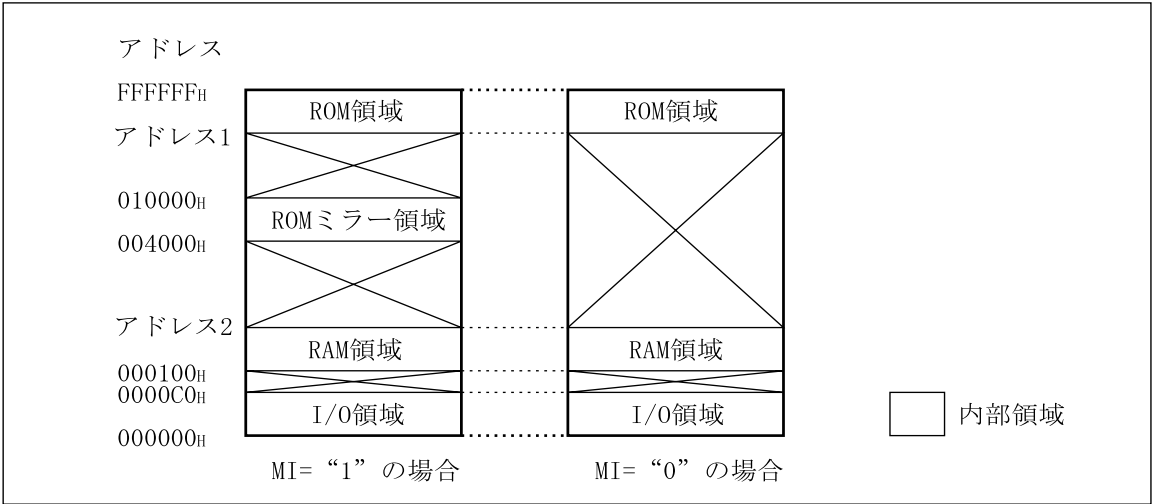 アドレス
FFFFFFH
アドレス1
010000H
004000H
アドレス2
000100H
0000C0H
000000H
ROM領域
ROMミラー領域
RAM領域
I/O領域
MI= “1” の場合
ROM領域
RAM領域
I/O領域
MI= “0” の場合
内部領域